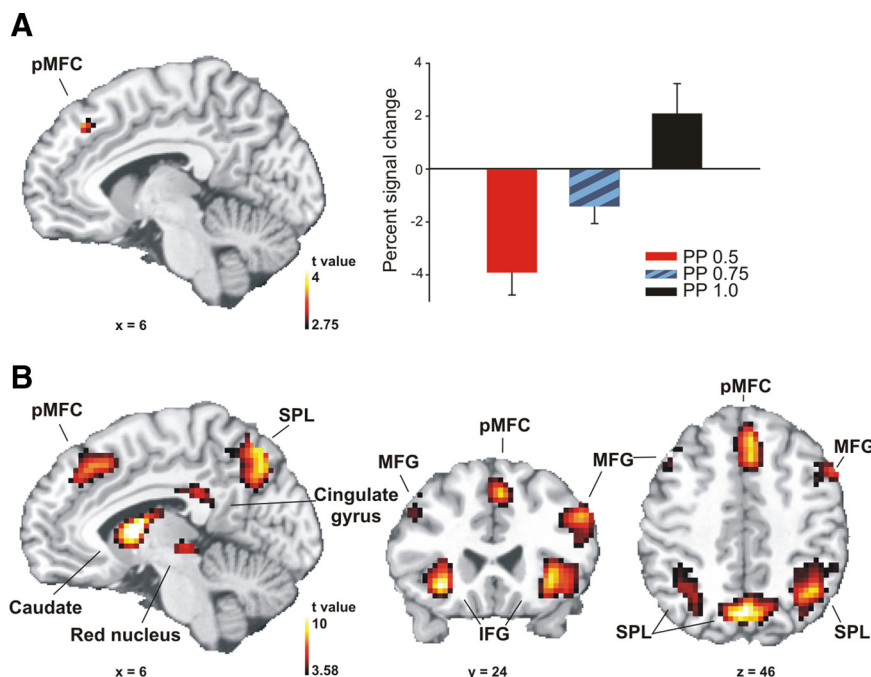 A
pMFC
t value
4
2.75
x = 6
Percent signal change
4
2
0
-2
-4
PP 0.5
PP 0.75
PP 1.0
B
pMFC
SPL
Cingulate
gyrus
Caudate
Red nucleus
t value
10
3.58
x = 6
pMFC
MFG
MFG
IFG
y = 24
pMFC
MFG
SPL
SPL
z = 46